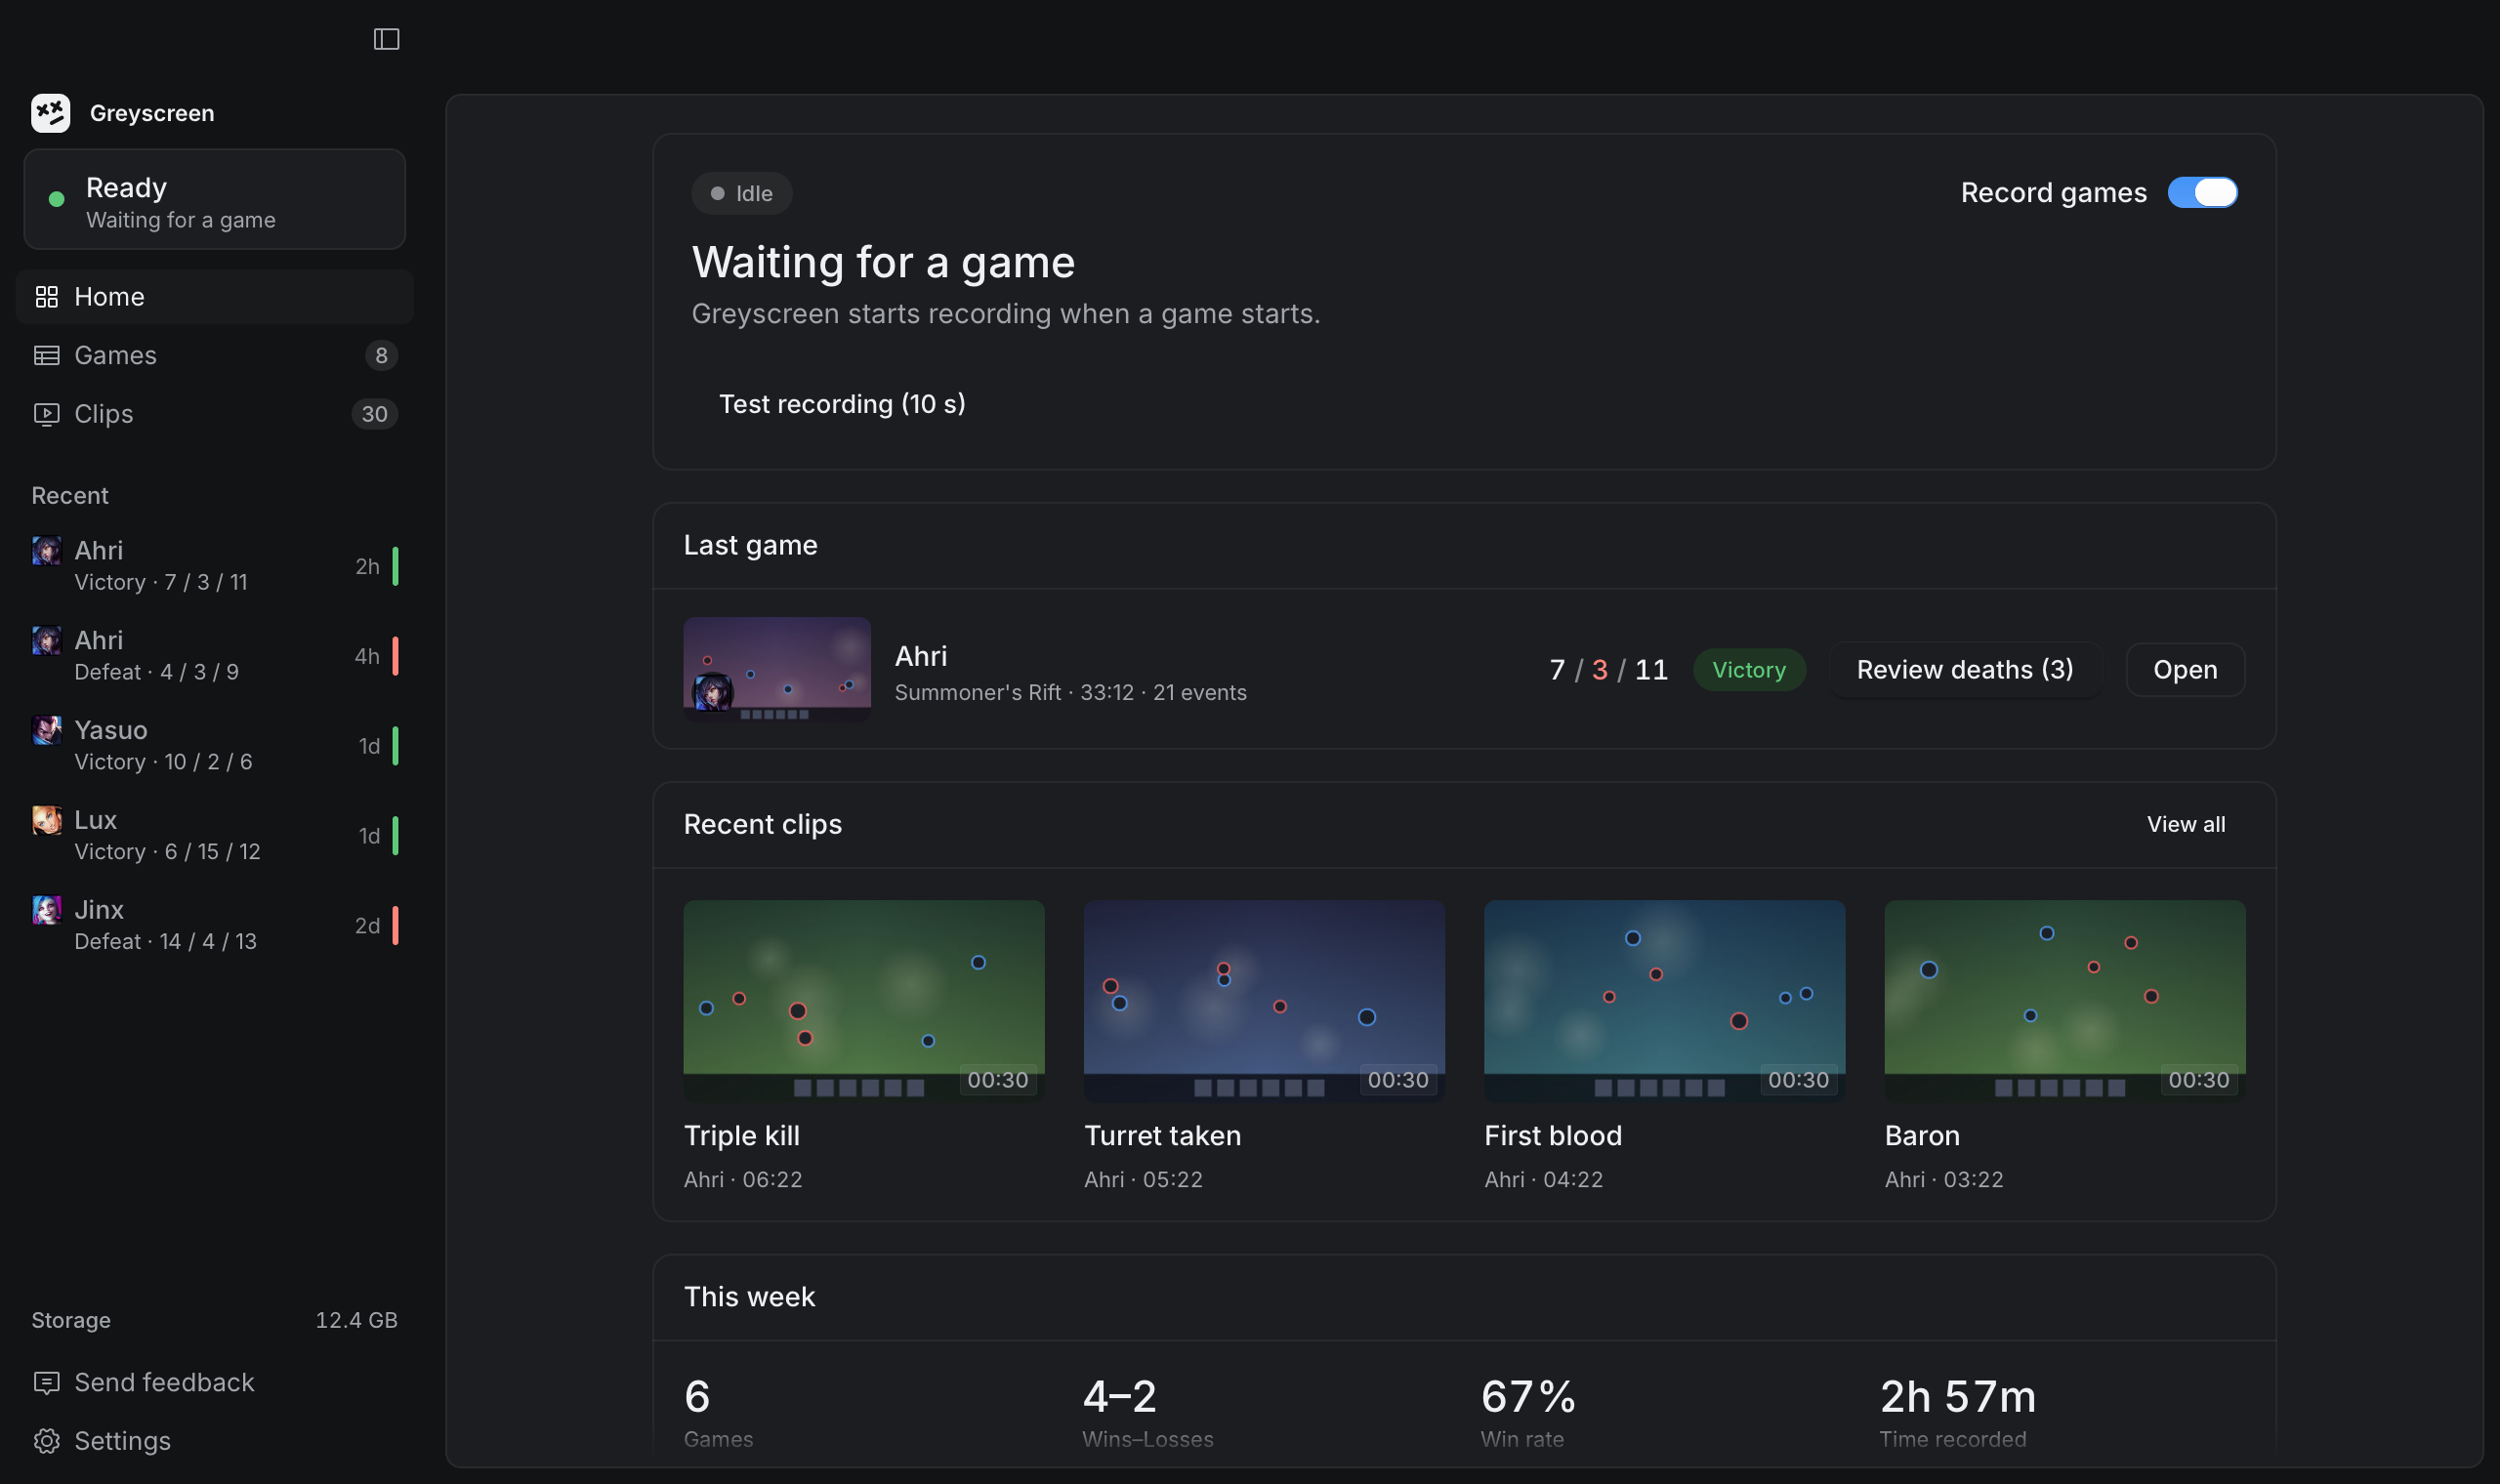 Greyscreen
Ready
Waiting for a game
Home
Games 8
Clips 30
Recent
Ahri
Victory · 7 / 3 / 11
2h
Ahri
Defeat · 4 / 3 / 9
4h
Yasuo
Victory · 10 / 2 / 6
1d
Lux
Victory · 6 / 15 / 12
1d
Jinx
Defeat · 14 / 4 / 13
2d
Storage 12.4 GB
Send feedback
Settings
Idle
Record games
Waiting for a game
Greyscreen starts recording when a game starts.
Test recording (10 s)
Last game
Ahri
Summoner's Rift · 33:12 · 21 events
7 / 3 / 11 Victory Review deaths (3) Open
Recent clips View all
00:30 00:30 00:30 00:30
Triple kill Turret taken First blood Baron
Ahri · 06:22 Ahri · 05:22 Ahri · 04:22 Ahri · 03:22
This week
6 4–2 67% 2h 57m
Games Wins–Losses Win rate Time recorded